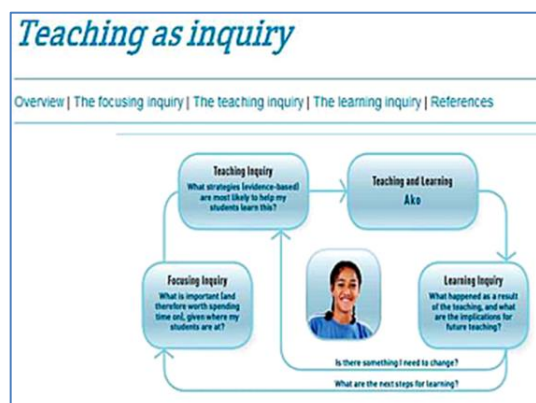 Teaching as inquiry
Overview | The focusing inquiry | The teaching inquiry | The learning inquiry | References
Teaching Inquiry
What strategies (evidence-based)
are most likely to help my
students learn this?
Teaching and Learning
Ako
Focusing Inquiry
What is important (and
therefore worth spending
time on), given where my
students are at?
Learning Inquiry
What happened as a result
of the teaching, and what
are the implications for
future teaching?
Is there something I need to change?
What are the next steps for learning?